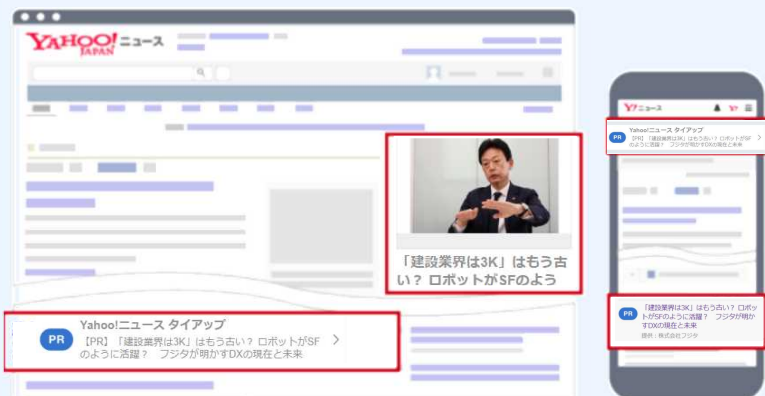 YAHOO! ニュース
JAPAN
「建設業界は3K」はもう古
い？ ロボットがSFのよう
PR
Yahoo!ニュース タイアップ
【PR】「建設業界は3K」はもう古い？ ロボットがSF
のように活躍？　フジタが明かすDXの現在と未来
Y!ニュース
PR
Yahoo!ニュース タイアップ
【PR】「建設業界は3K」はもう古い？ ロボットがSF
のように活躍？　フジタが明かすDXの現在と未来
PR
「建設業界は3K」はもう古い？ ロボッ
トがSFのように活躍？　フジタが明か
すDXの現在と未来
提供：株式会社フジタ